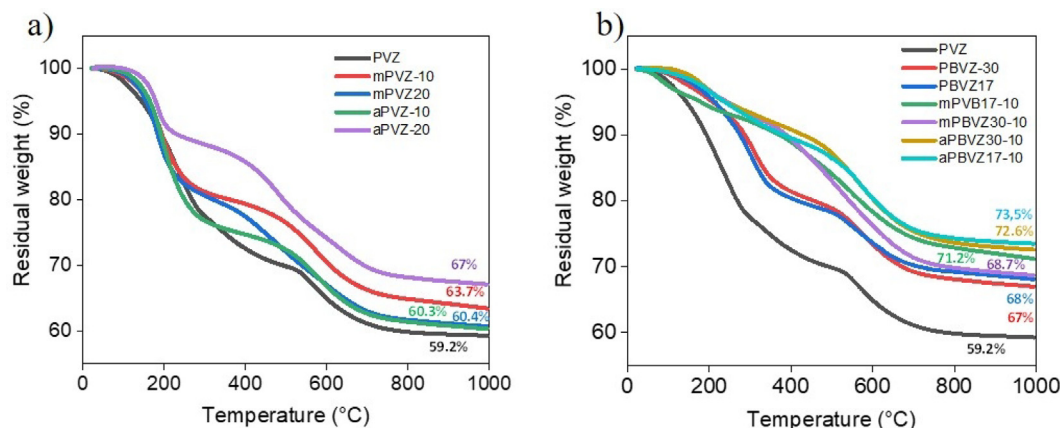 a)
Residual weight (%)
100
90
80
70
60
0
200
400
600
800
1000
Temperature (°C)
PVZ
mPVZ-10
mPVZ20
aPVZ-10
aPVZ-20
67%
63.7%
60.3%
60.4%
59.2%
b)
Residual weight (%)
100
90
80
70
60
0
200
400
600
800
1000
Temperature (°C)
PVZ
PBVZ-30
PBVZ17
mPVB17-10
mPBVZ30-10
aPBVZ30-10
aPBVZ17-10
73,5%
72.6%
71.2%
68.7%
68%
67%
59.2%